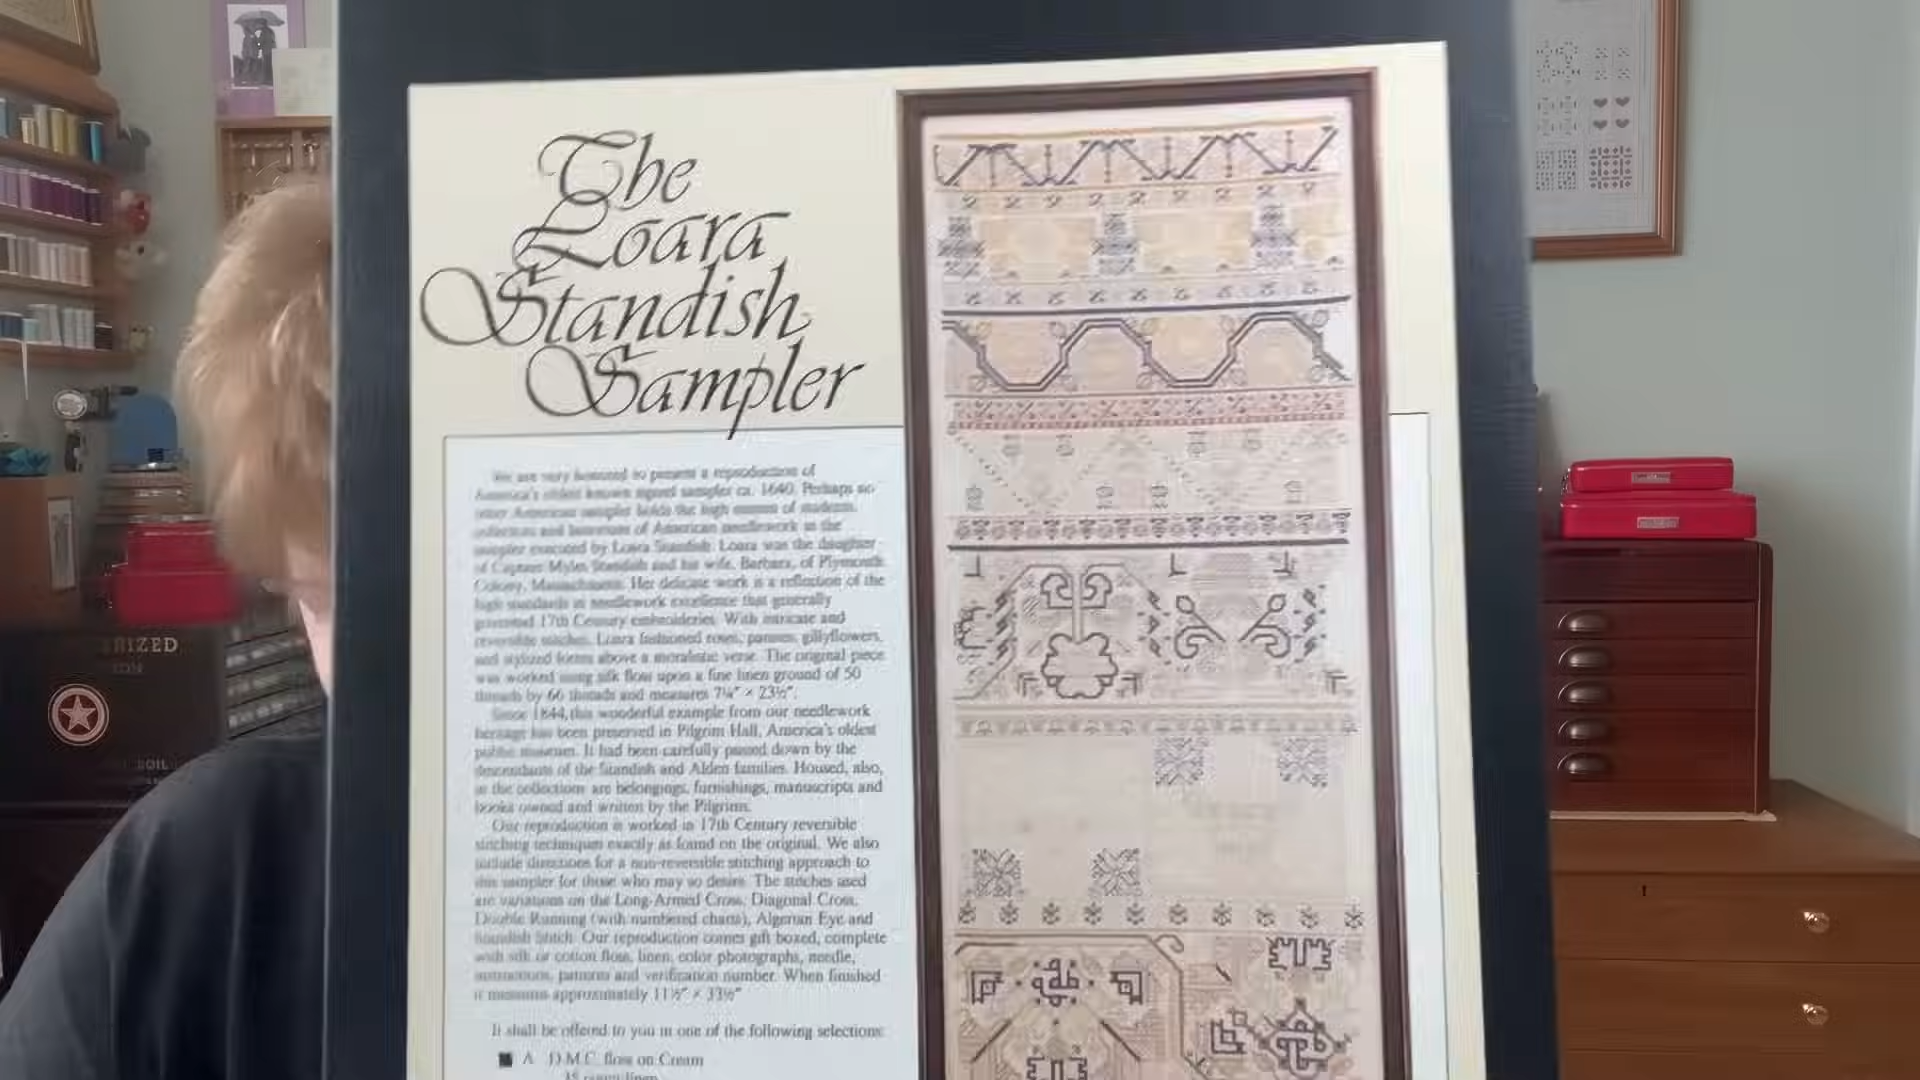 The
Loara
Standish
Sampler
We are very honored to present a reproduction of
America's oldest known signed sampler ca. 1640. Perhaps no
other American sampler holds the high esteem of students,
collectors and historians of American needlework as the
sampler executed by Loara Standish. Loara was the daughter
of Captain Myles Standish and his wife, Barbara, of Plymouth
Colony, Massachusetts. Her delicate work is a reflection of the
high standards in needlework excellence that generally
governed 17th Century embroideries. With intricate and
reversible stitches, Loara fashioned roses, pansies, gillyflowers,
and stylized forms above a moralistic verse. The original piece
was worked using silk floss upon a fine linen ground of 50
threads by 66 threads and measures 7¼" × 23½".
Since 1844, this wonderful example from our needlework
heritage has been preserved in Pilgrim Hall, America's oldest
public museum. It had been carefully passed down by the
descendants of the Standish and Alden families. Housed, also,
in the collections are belongings, furnishings, manuscripts and
books owned and written by the Pilgrims.
Our reproduction is worked in 17th Century reversible
stitching techniques exactly as found on the original. We also
include directions for a non-reversible stitching approach to
this sampler for those who may so desire. The stitches used
are variations on the Long-Armed Cross, Diagonal Cross,
Double Running (with numbered charts), Algerian Eye and
Standish Stitch. Our reproduction comes gift boxed, complete
with silk or cotton floss, linen, color photographs, needle,
instructions, patterns and verification number. When finished
it measures approximately 11½" × 33½"
It shall be offered to you in one of the following selections:
A D.M.C. floss on Cream
RIZED